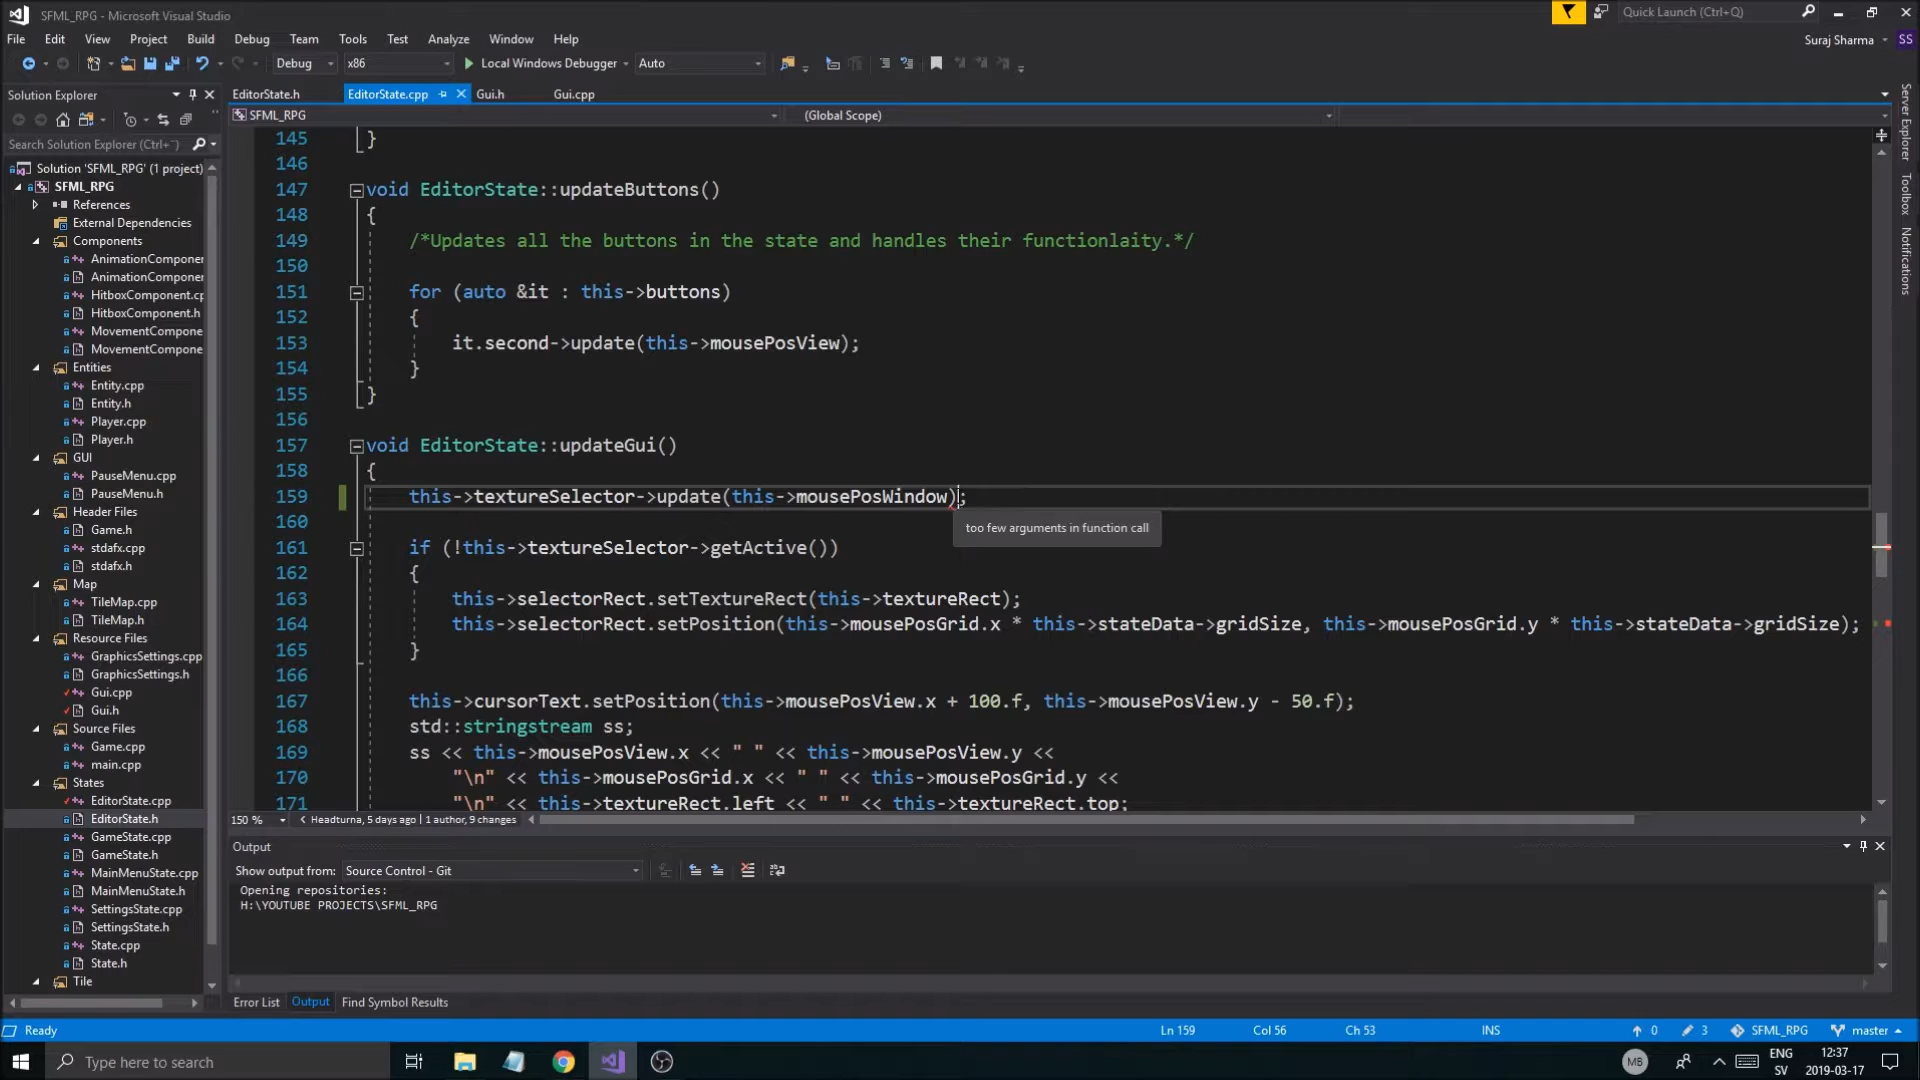 SFML_RPG - Microsoft Visual Studio
Quick Launch (Ctrl+Q)
File Edit View Project Build Debug Team Tools Test Analyze Window Help
Suraj Sharma SS
Debug x86 Local Windows Debugger Auto
Solution Explorer
EditorState.h EditorState.cpp Gui.h Gui.cpp
SFML_RPG (Global Scope)
Search Solution Explorer (Ctrl+¨)
Solution 'SFML_RPG' (1 project)
SFML_RPG
References
External Dependencies
Components
AnimationComponer
AnimationComponer
HitboxComponent.cp
HitboxComponent.h
MovementCompone
MovementCompone
Entities
Entity.cpp
Entity.h
Player.cpp
Player.h
GUI
PauseMenu.cpp
PauseMenu.h
Header Files
Game.h
stdafx.cpp
stdafx.h
Map
TileMap.cpp
TileMap.h
Resource Files
GraphicsSettings.cpp
GraphicsSettings.h
Gui.cpp
Gui.h
Source Files
Game.cpp
main.cpp
States
EditorState.cpp
EditorState.h
GameState.cpp
GameState.h
MainMenuState.cpp
MainMenuState.h
SettingsState.cpp
SettingsState.h
State.cpp
State.h
Tile
145 }
146
147 void EditorState::updateButtons()
148 {
149 /*Updates all the buttons in the state and handles their functionlaity.*/
150
151 for (auto &it : this->buttons)
152 {
153 it.second->update(this->mousePosView);
154 }
155 }
156
157 void EditorState::updateGui()
158 {
159 this->textureSelector->update(this->mousePosWindow);
too few arguments in function call
160
161 if (!this->textureSelector->getActive())
162 {
163 this->selectorRect.setTextureRect(this->textureRect);
164 this->selectorRect.setPosition(this->mousePosGrid.x * this->stateData->gridSize, this->mousePosGrid.y * this->stateData->gridSize);
165 }
166
167 this->cursorText.setPosition(this->mousePosView.x + 100.f, this->mousePosView.y - 50.f);
168 std::stringstream ss;
169 ss << this->mousePosView.x << " " << this->mousePosView.y <<
170 "\n" << this->mousePosGrid.x << " " << this->mousePosGrid.y <<
171 "\n" << this->textureRect.left << " " << this->textureRect.top;
150 % Headturna, 5 days ago | 1 author, 9 changes
Output
Show output from: Source Control - Git
Opening repositories:
H:\YOUTUBE PROJECTS\SFML_RPG
Error List Output Find Symbol Results
Server Explorer
Toolbox
Notifications
Ready Ln 159 Col 56 Ch 53 INS 0 3 SFML_RPG master
Type here to search
MB
ENG
SV
12:37
2019-03-17